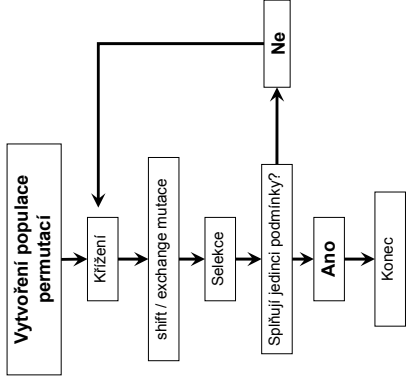 Vytvoření populace
permutací
Křížení
shift / exchange mutace
Selekce
Splňují jedinci podmínky?
Ne
Ano
Konec